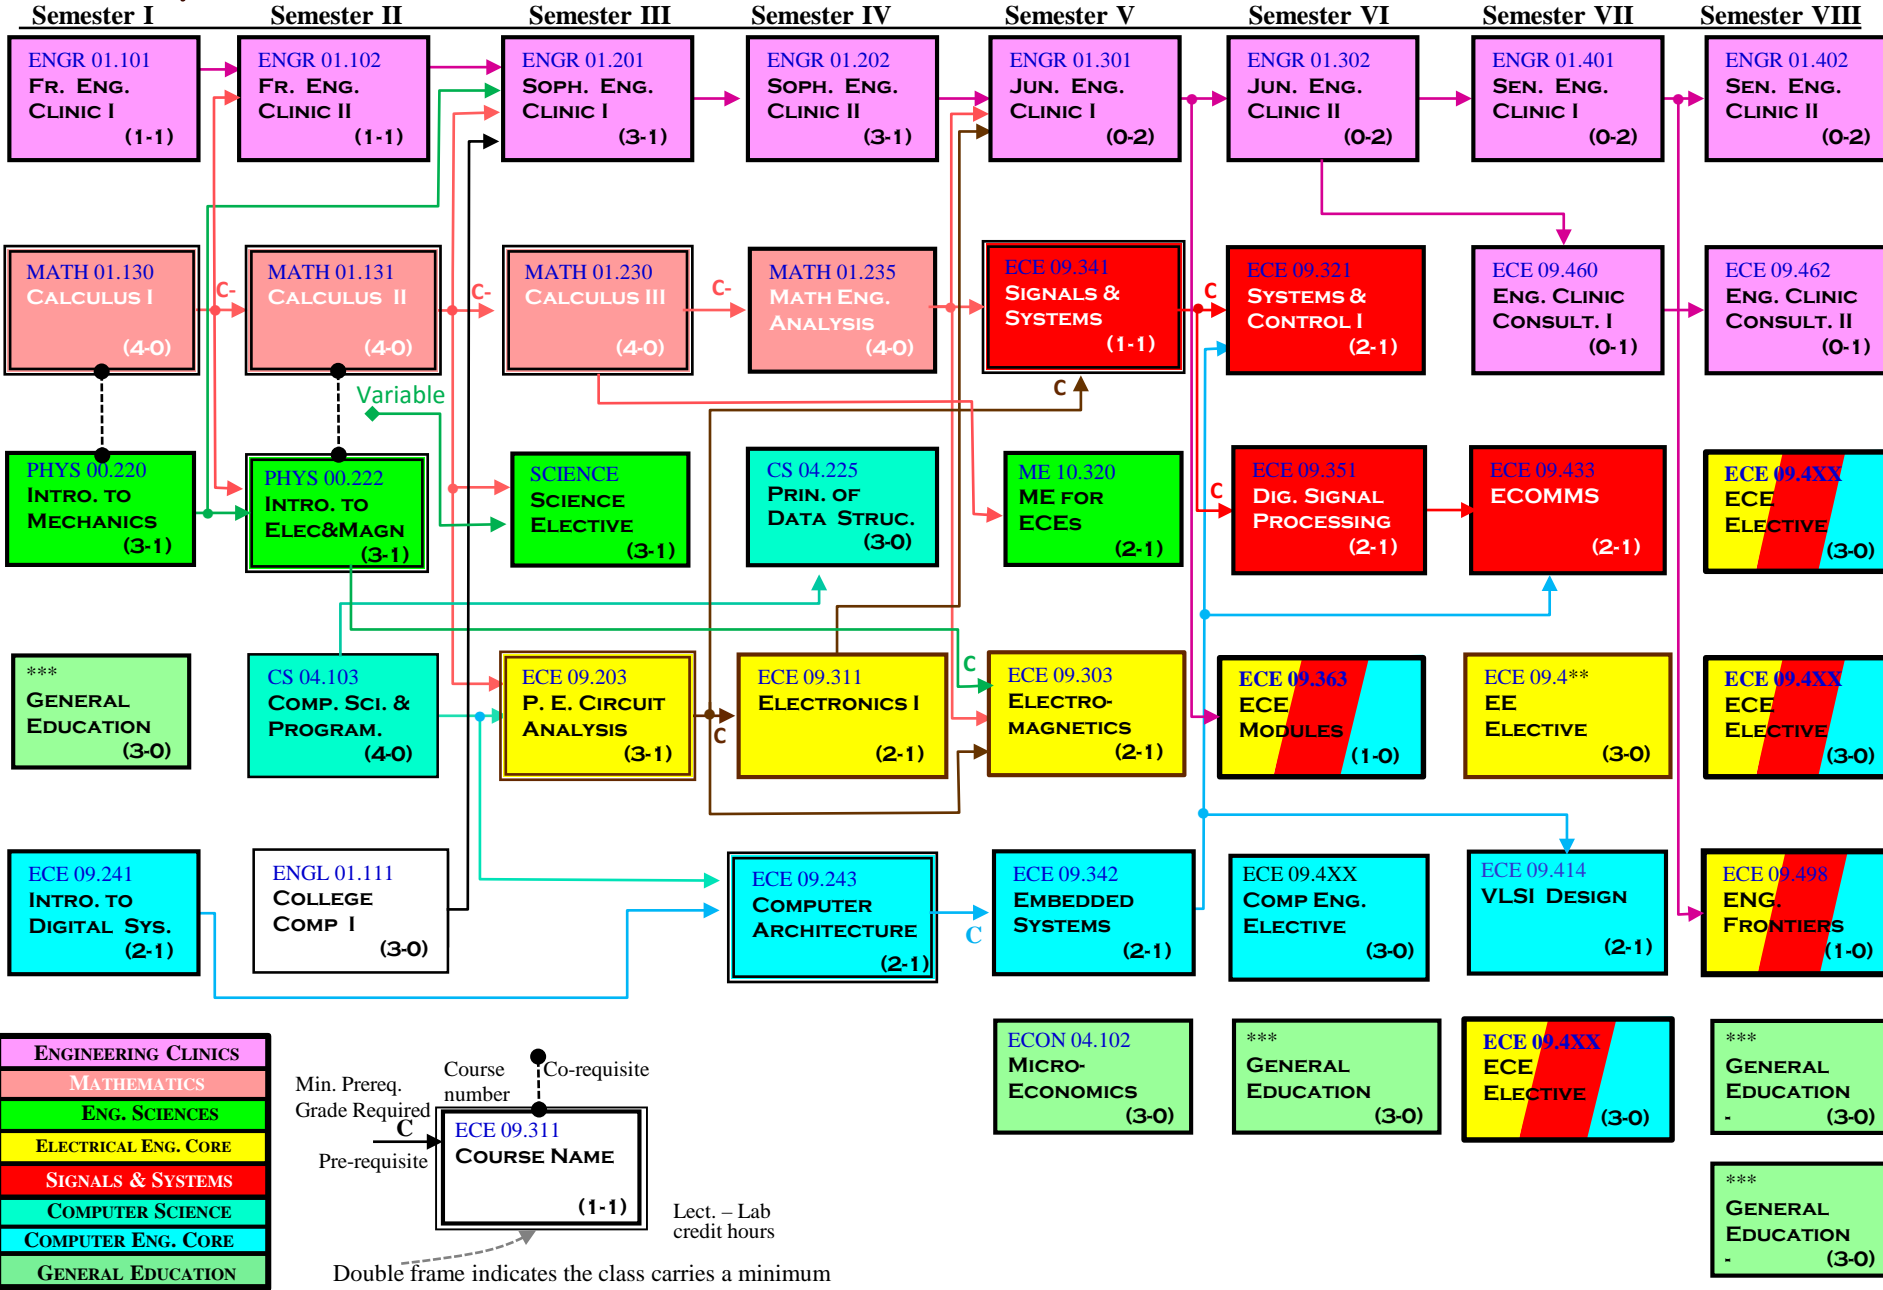 Semester I
Semester II
Semester III
Semester IV
Semester V
Semester VI
Semester VII
Semester VIII
ENGR 01.101
FR. ENG.
CLINIC I
(1-1)
ENGR 01.102
FR. ENG.
CLINIC II
(1-1)
ENGR 01.201
SOPH. ENG.
CLINIC I
(3-1)
ENGR 01.202
SOPH. ENG.
CLINIC II
(3-1)
ENGR 01.301
JUN. ENG.
CLINIC I
(0-2)
ENGR 01.302
JUN. ENG.
CLINIC II
(0-2)
ENGR 01.401
SEN. ENG.
CLINIC I
(0-2)
ENGR 01.402
SEN. ENG.
CLINIC II
(0-2)
MATH 01.130
CALCULUS I
(4-0)
C-
MATH 01.131
CALCULUS II
(4-0)
C-
MATH 01.230
CALCULUS III
(4-0)
C-
MATH 01.235
MATH ENG.
ANALYSIS
(4-0)
ECE 09.341
SIGNALS &
SYSTEMS
(1-1)
C
ECE 09.321
SYSTEMS &
CONTROL I
(2-1)
ECE 09.460
ENG. CLINIC
CONSULT. I
(0-1)
ECE 09.462
ENG. CLINIC
CONSULT. II
(0-1)
Variable
C
PHYS 00.220
INTRO. TO
MECHANICS
(3-1)
PHYS 00.222
INTRO. TO
ELEC&MAGN
(3-1)
SCIENCE
SCIENCE
ELECTIVE
(3-1)
CS 04.225
PRIN. OF
DATA STRUC.
(3-0)
ME 10.320
ME FOR
ECES
(2-1)
C
ECE 09.351
DIG. SIGNAL
PROCESSING
(2-1)
ECE 09.433
ECOMMS
(2-1)
ECE 09.4XX
ECE
ELECTIVE
(3-0)
***
GENERAL
EDUCATION
(3-0)
CS 04.103
COMP. SCI. &
PROGRAM.
(4-0)
ECE 09.203
P. E. CIRCUIT
ANALYSIS
(3-1)
C
ECE 09.311
ELECTRONICS I
(2-1)
C
ECE 09.303
ELECTRO-
MAGNETICS
(2-1)
ECE 09.363
ECE
MODULES
(1-0)
ECE 09.4**
EE
ELECTIVE
(3-0)
ECE 09.4XX
ECE
ELECTIVE
(3-0)
ECE 09.241
INTRO. TO
DIGITAL SYS.
(2-1)
ENGL 01.111
COLLEGE
COMP I
(3-0)
ECE 09.243
COMPUTER
ARCHITECTURE
(2-1)
C
ECE 09.342
EMBEDDED
SYSTEMS
(2-1)
ECE 09.4XX
COMP ENG.
ELECTIVE
(3-0)
ECE 09.414
VLSI DESIGN
(2-1)
ECE 09.498
ENG.
FRONTIERS
(1-0)
ECON 04.102
MICRO-
ECONOMICS
(3-0)
***
GENERAL
EDUCATION
(3-0)
ECE 09.4XX
ECE
ELECTIVE
(3-0)
***
GENERAL
EDUCATION
- (3-0)
***
GENERAL
EDUCATION
- (3-0)
ENGINEERING CLINICS
MATHEMATICS
ENG. SCIENCES
ELECTRICAL ENG. CORE
SIGNALS & SYSTEMS
COMPUTER SCIENCE
COMPUTER ENG. CORE
GENERAL EDUCATION
Min. Prereq.
Grade Required
C
Pre-requisite
Course
number
Co-requisite
ECE 09.311
COURSE NAME
(1-1)
Lect. – Lab
credit hours
Double frame indicates the class carries a minimum